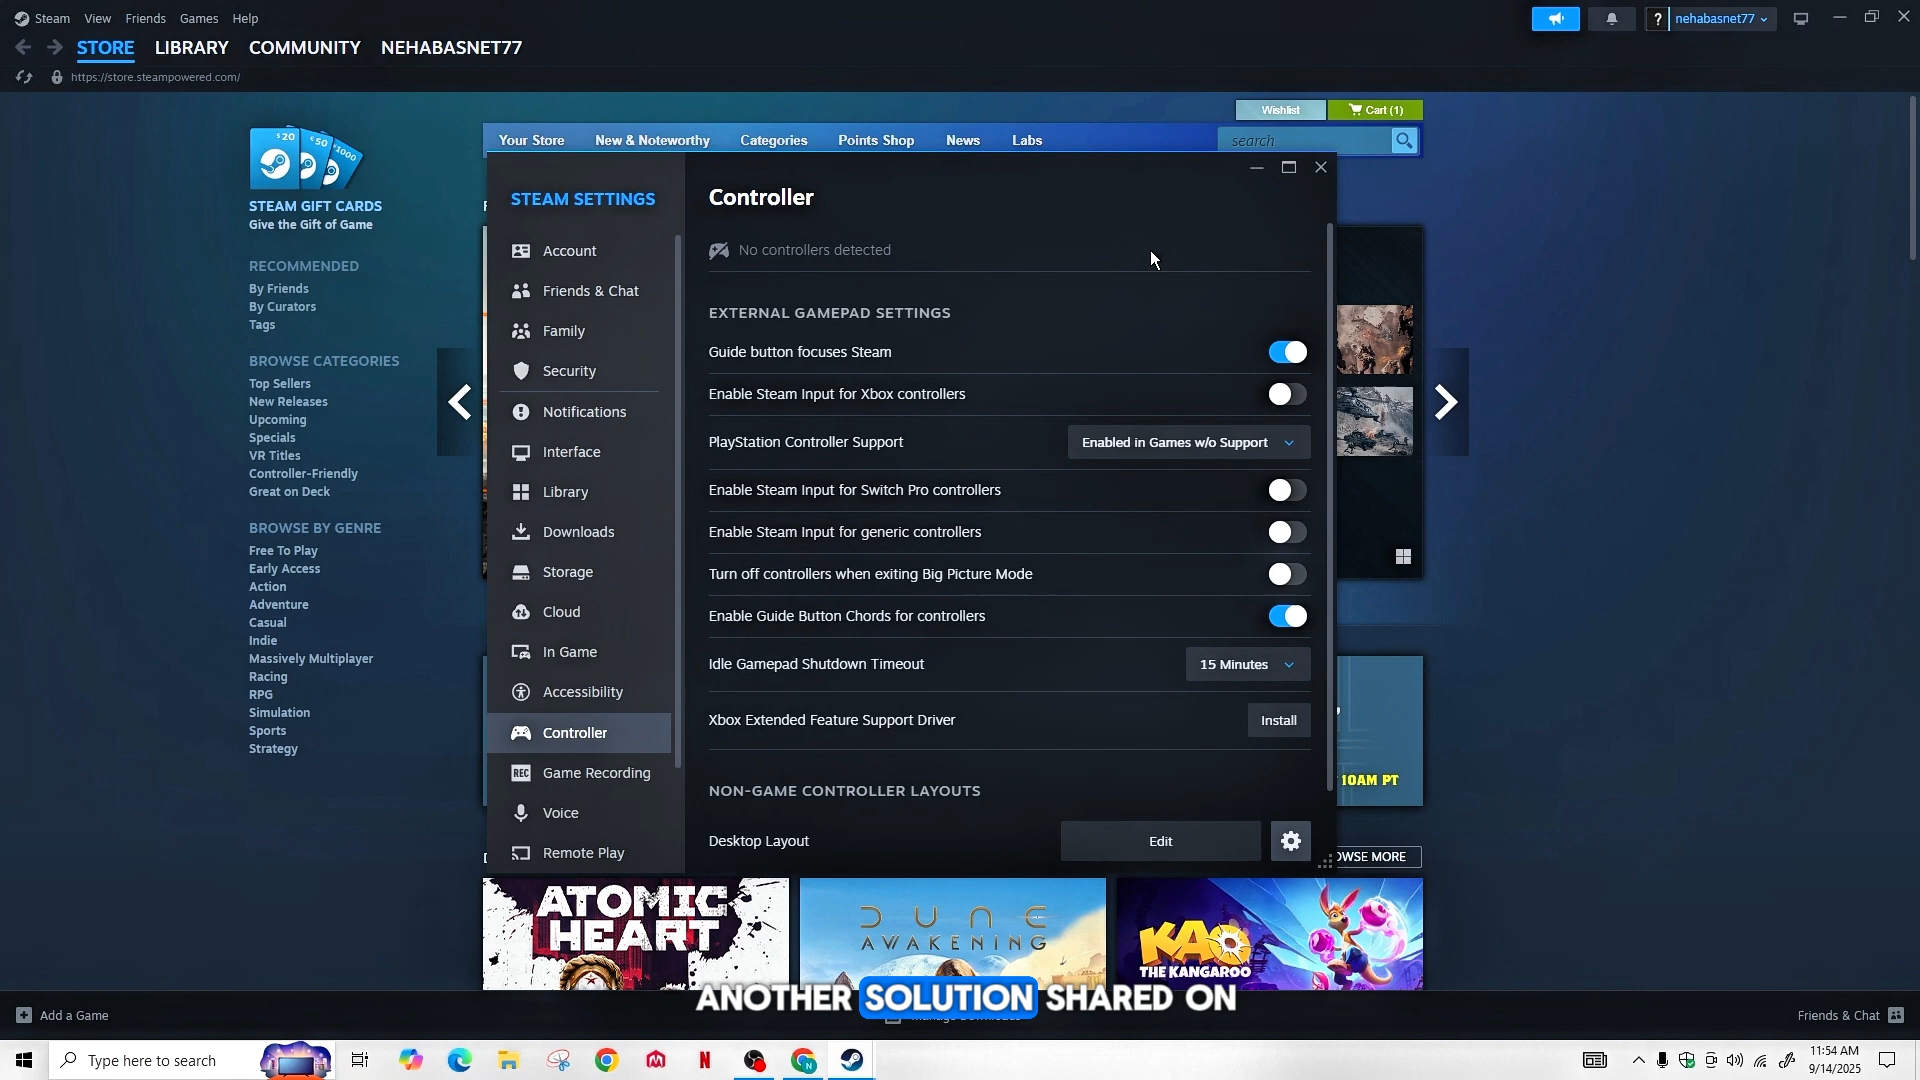 Steam View Friends Games Help
? nehabasnet77
STORE LIBRARY COMMUNITY NEHABASNET77
https://store.steampowered.com/
Wishlist Cart (1)
$20 €50 ¥1000
Your Store New & Noteworthy Categories Points Shop News Labs search
STEAM GIFT CARDS
Give the Gift of Game
RECOMMENDED
By Friends
By Curators
Tags
BROWSE CATEGORIES
Top Sellers
New Releases
Upcoming
Specials
VR Titles
Controller-Friendly
Great on Deck
BROWSE BY GENRE
Free To Play
Early Access
Action
Adventure
Casual
Indie
Massively Multiplayer
Racing
RPG
Simulation
Sports
Strategy
STEAM SETTINGS
Account
Friends & Chat
Family
Security
Notifications
Interface
Library
Downloads
Storage
Cloud
In Game
Accessibility
Controller
REC Game Recording
Voice
Remote Play
Controller
No controllers detected
EXTERNAL GAMEPAD SETTINGS
Guide button focuses Steam
Enable Steam Input for Xbox controllers
PlayStation Controller Support Enabled in Games w/o Support
Enable Steam Input for Switch Pro controllers
Enable Steam Input for generic controllers
Turn off controllers when exiting Big Picture Mode
Enable Guide Button Chords for controllers
Idle Gamepad Shutdown Timeout 15 Minutes
Xbox Extended Feature Support Driver Install
NON-GAME CONTROLLER LAYOUTS
Desktop Layout Edit
10AM PT
OWSE MORE
ATOMIC
HEART
DUNE
AWAKENING
KAO
THE KANGAROO
ANOTHER SOLUTION SHARED ON
Add a Game
Friends & Chat
Type here to search
N
11:54 AM
9/14/2025